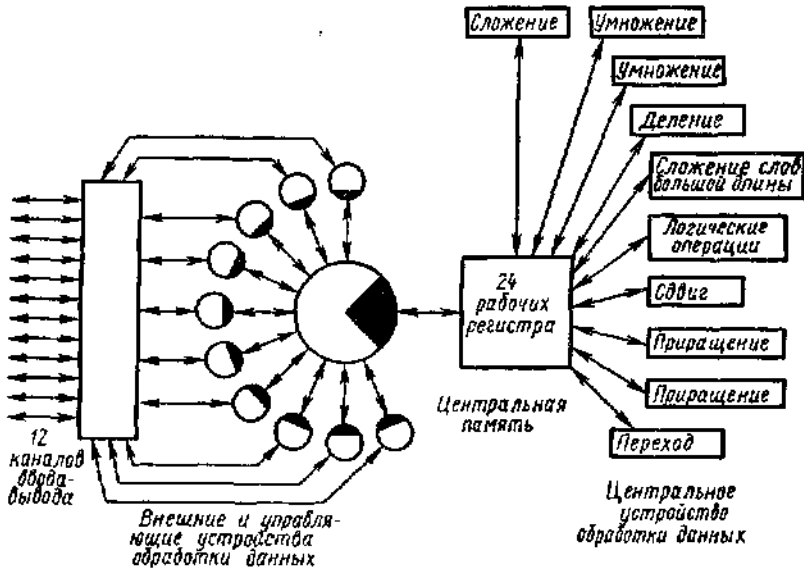 Сложение
Умножение
Умножение
Деление
Сложение слов
большой длины
Логические
операции
Сдвиг
Приращение
Приращение
Переход
24
рабочих
регистра
Центральная
память
12
каналов
ввода-
вывода
Внешние и управля-
ющие устройства
обработки данных
Центральное
устройство
обработки данных